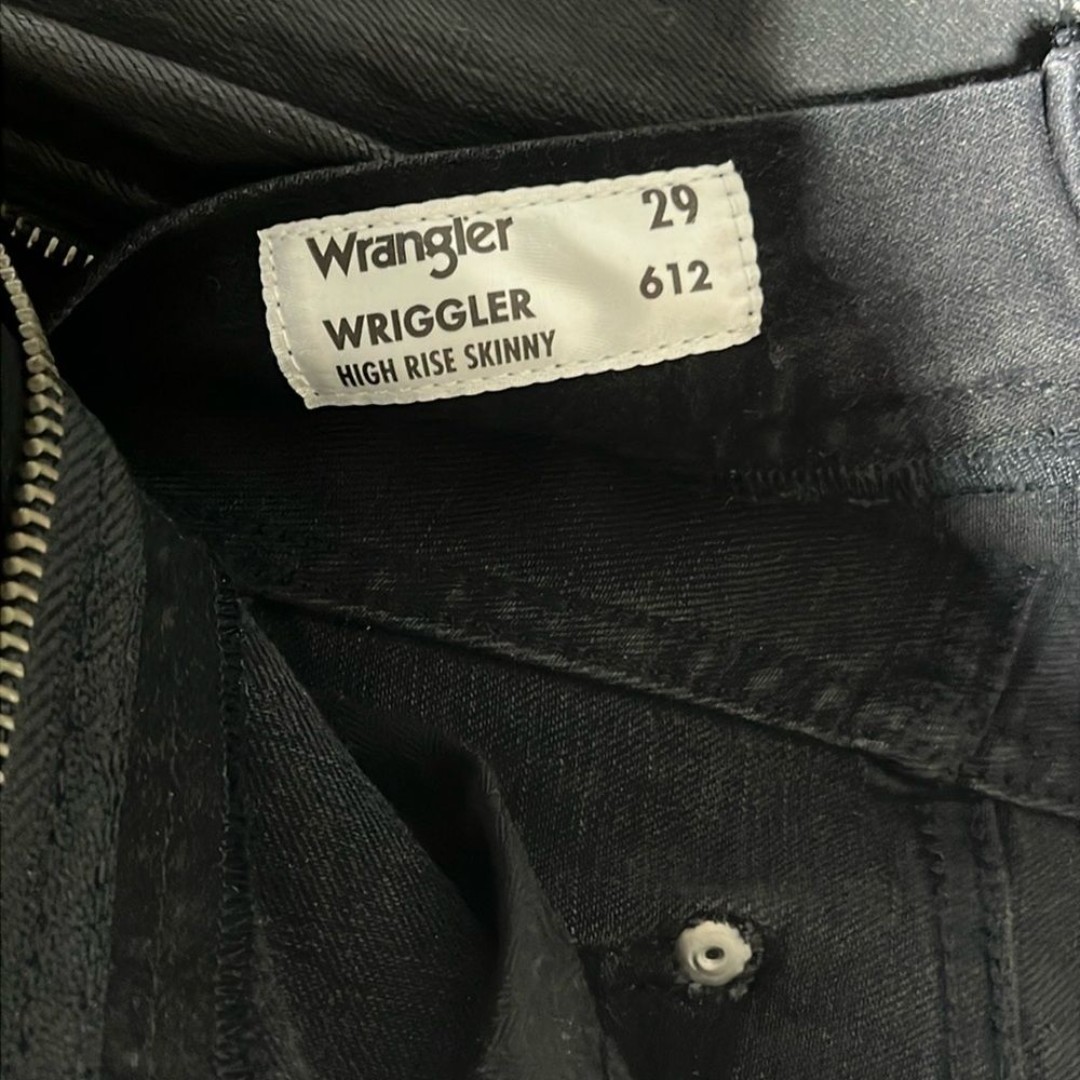 Wrangler 29
WRIGGLER 612
HIGH RISE SKINNY